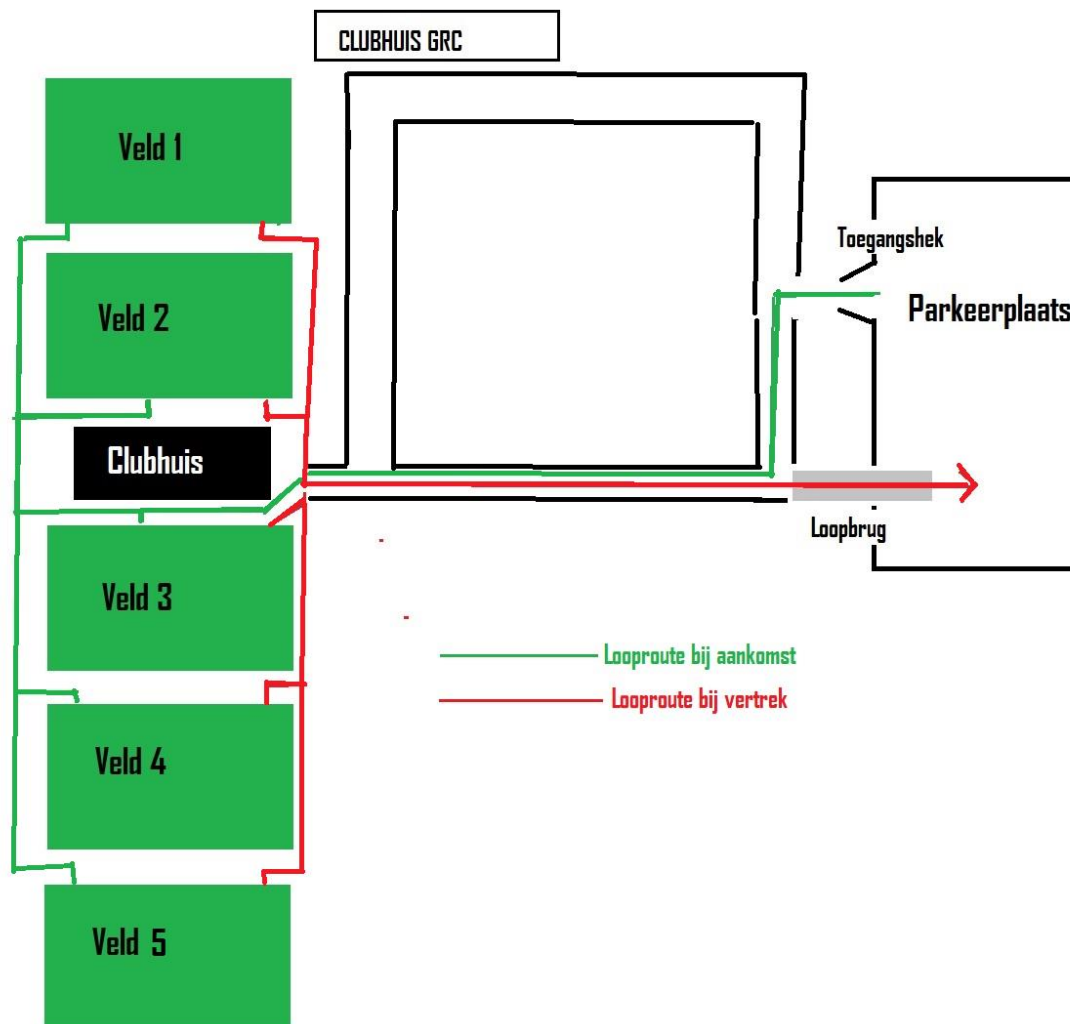 CLUBHUIS GRC
Veld 1
Toegangshek
Veld 2
Parkeerplaats
Clubhuis
Loopbrug
Veld 3
Looproute bij aankomst
Looproute bij vertrek
Veld 4
Veld 5